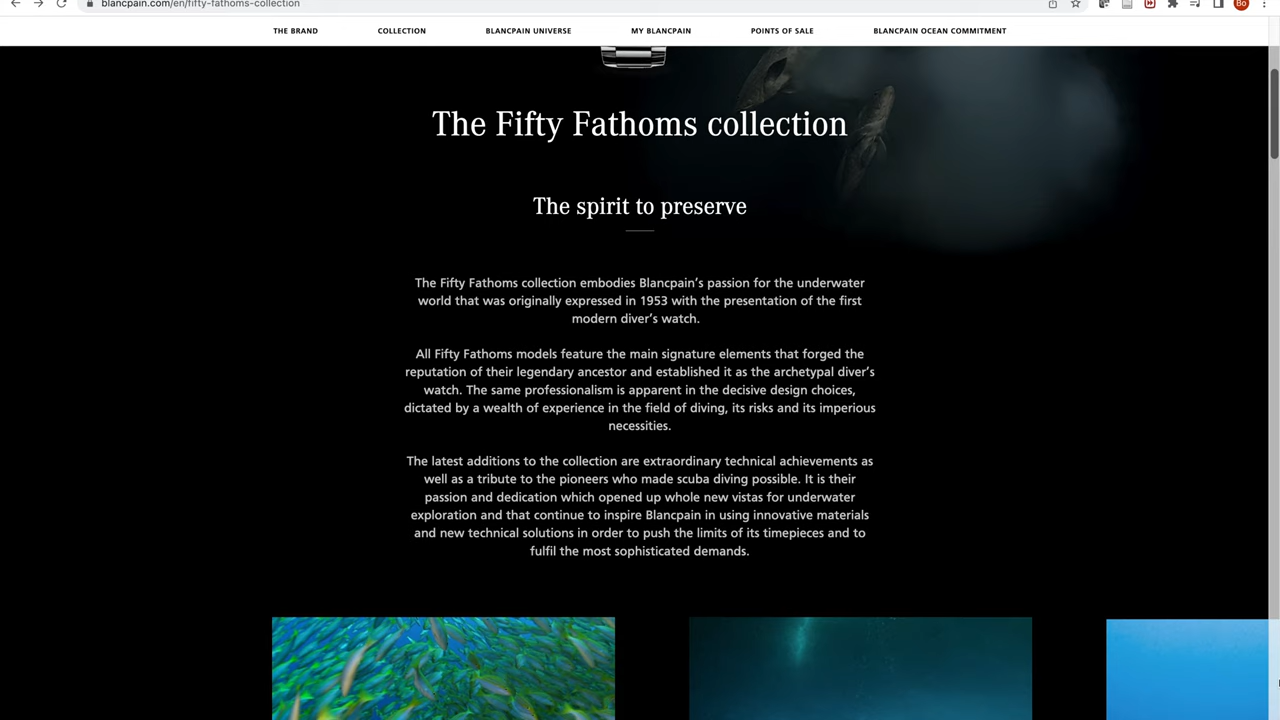 blancpain.com/en/fifty-fathoms-collection
Bo
THE BRAND COLLECTION BLANCPAIN UNIVERSE MY BLANCPAIN POINTS OF SALE BLANCPAIN OCEAN COMMITMENT
The Fifty Fathoms collection
The spirit to preserve
The Fifty Fathoms collection embodies Blancpain’s passion for the underwater
world that was originally expressed in 1953 with the presentation of the first
modern diver’s watch.
All Fifty Fathoms models feature the main signature elements that forged the
reputation of their legendary ancestor and established it as the archetypal diver’s
watch. The same professionalism is apparent in the decisive design choices,
dictated by a wealth of experience in the field of diving, its risks and its imperious
necessities.
The latest additions to the collection are extraordinary technical achievements as
well as a tribute to the pioneers who made scuba diving possible. It is their
passion and dedication which opened up whole new vistas for underwater
exploration and that continue to inspire Blancpain in using innovative materials
and new technical solutions in order to push the limits of its timepieces and to
fulfil the most sophisticated demands.